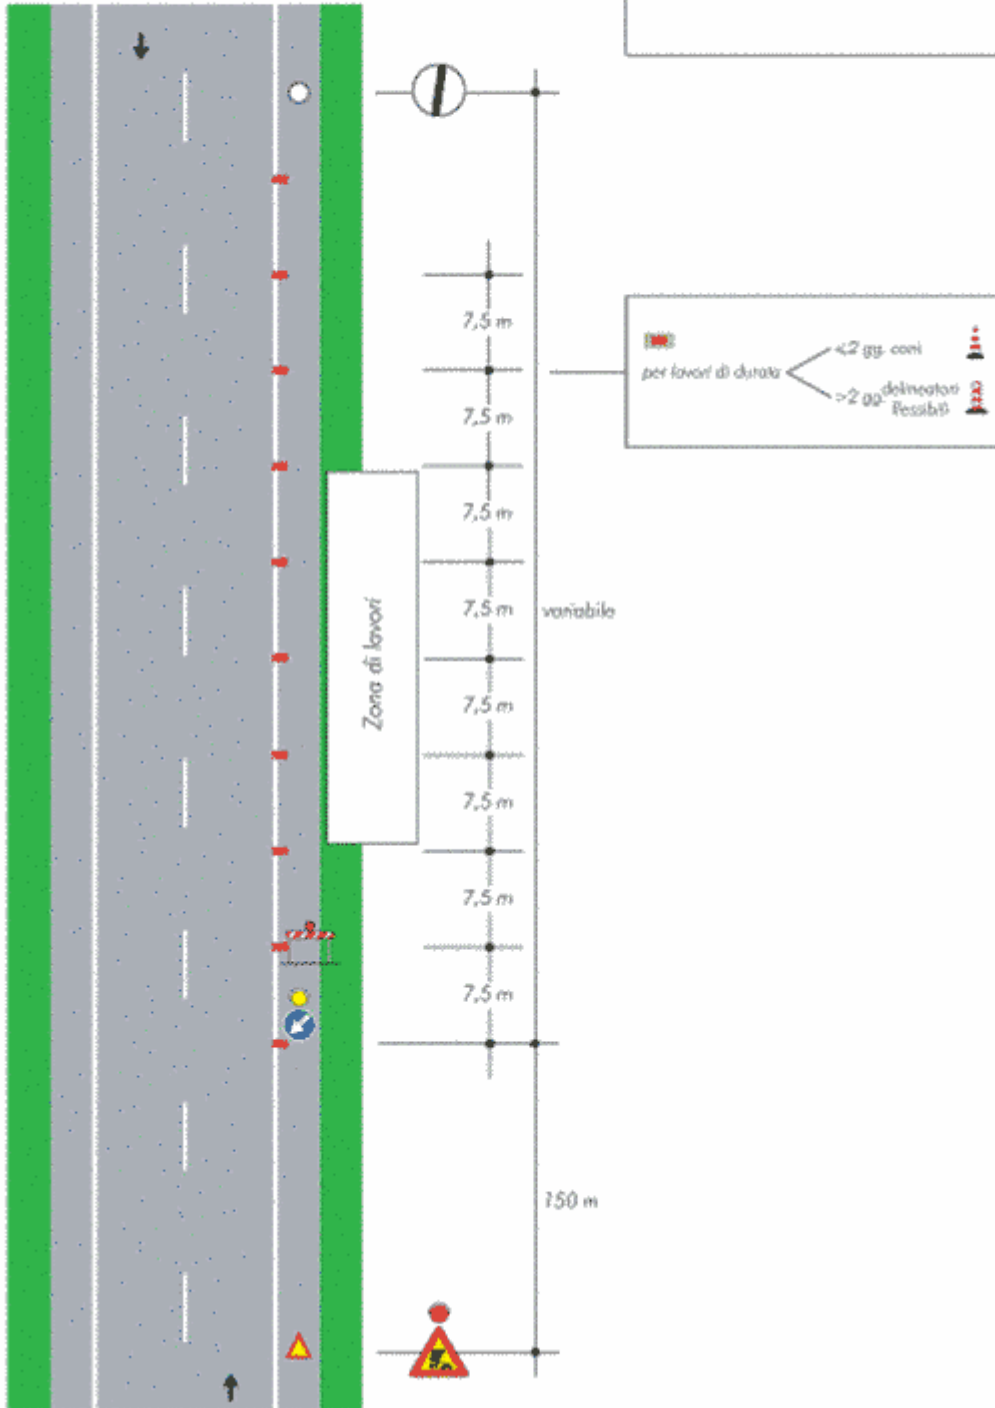 7,5 m
7,5 m
<2 gg. coni
per lavori di durata
>2 gg delineatori
flessibili
7,5 m
7,5 m
variabile
Zona di lavori
7,5 m
7,5 m
7,5 m
7,5 m
150 m